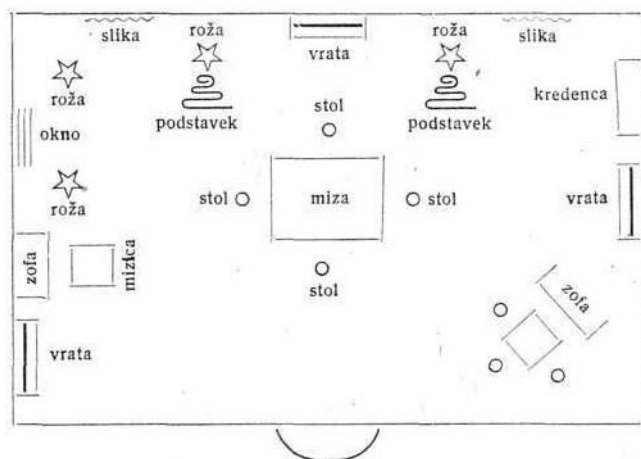 slika
roža
vrata
roža
slika
roža
podstavek
stol
podstavek
kredenca
okno
roža
stol
miza
stol
vrata
zofa
mizica
stol
zofa
vrata